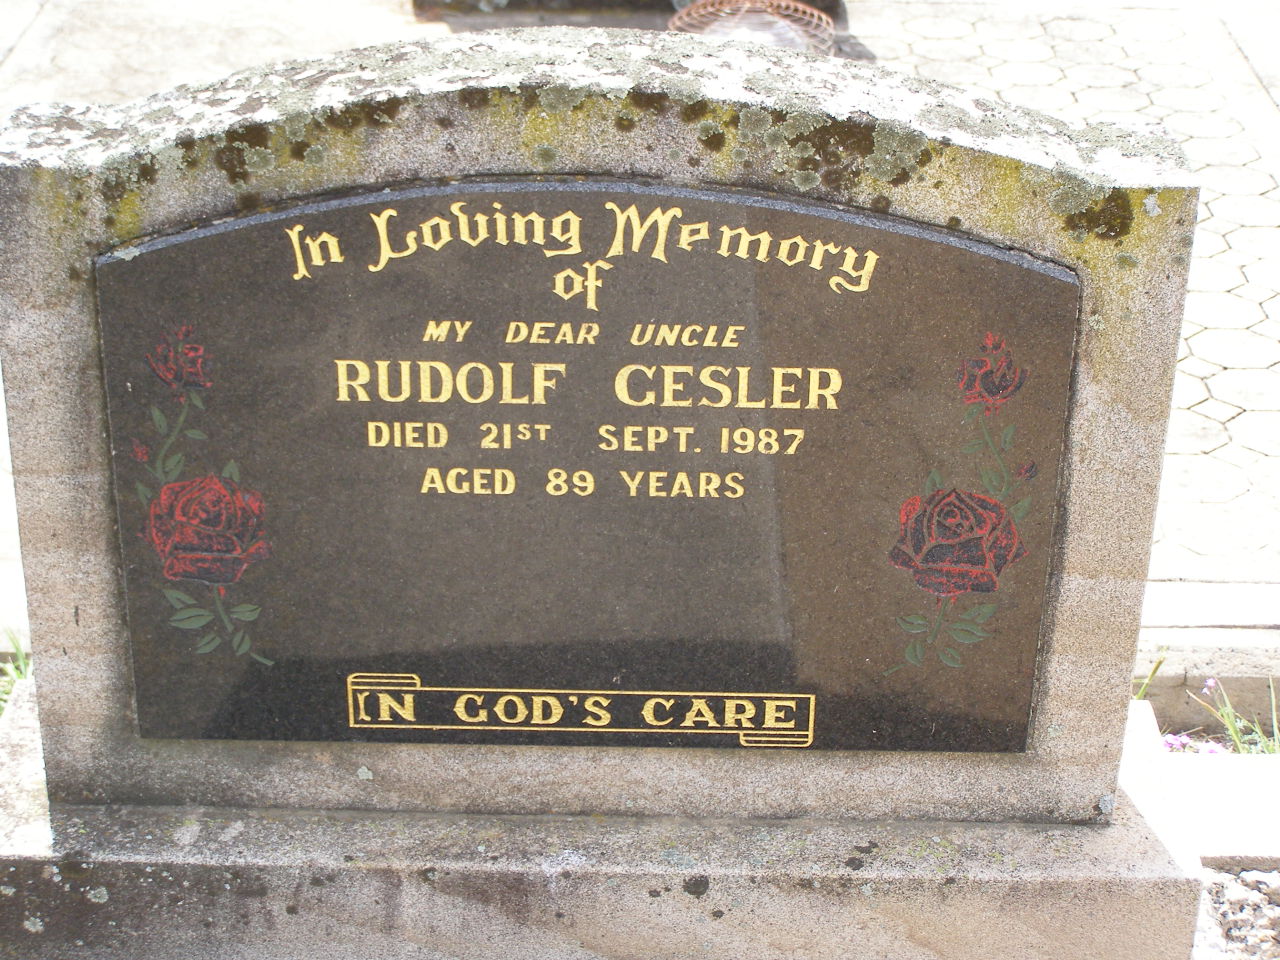 In Loving Memory
of
MY DEAR UNCLE
RUDOLF GESLER
DIED 21ST SEPT. 1987
AGED 89 YEARS
IN GOD'S CARE